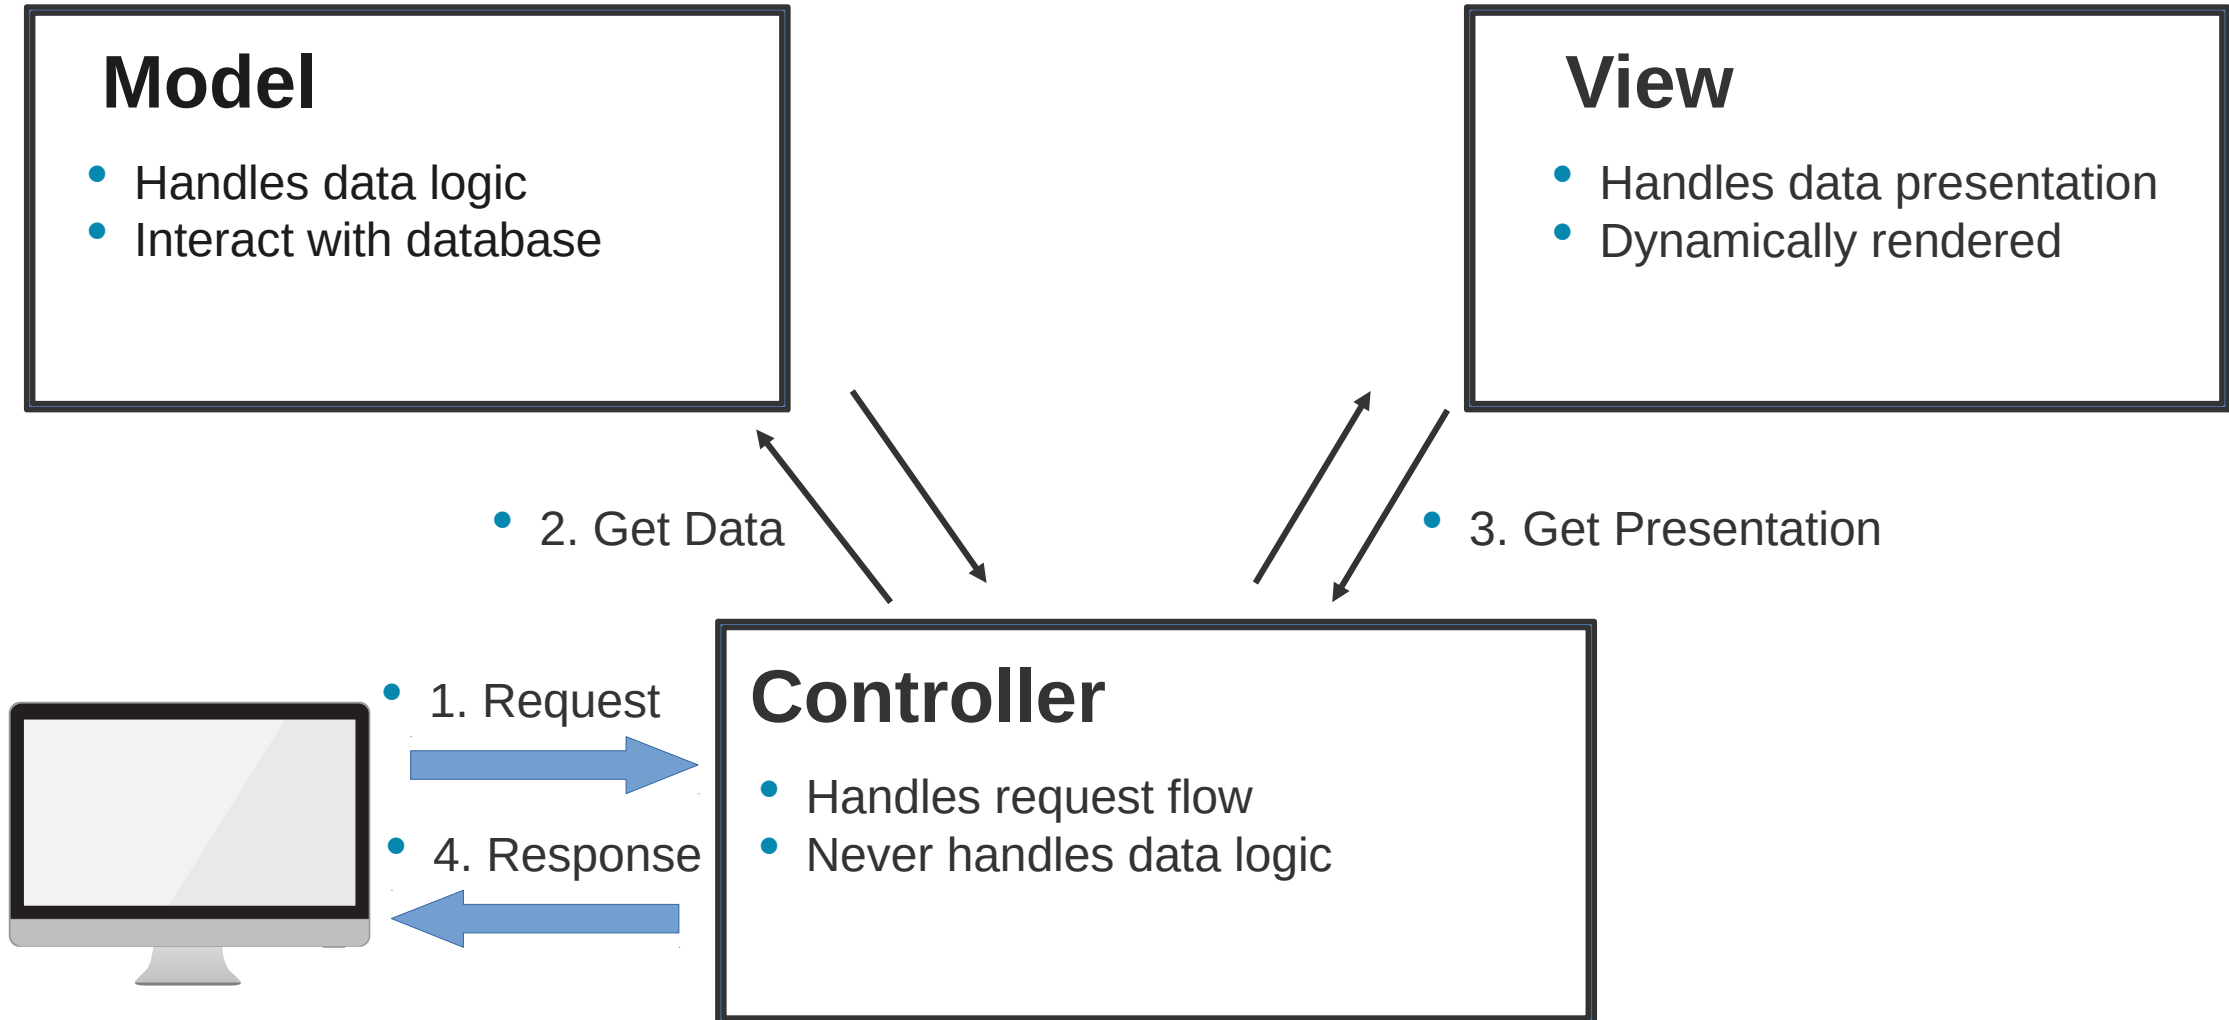 Model
Handles data logic
Interact with database
View
Handles data presentation
Dynamically rendered
2. Get Data
3. Get Presentation
1. Request
4. Response
Controller
Handles request flow
Never handles data logic